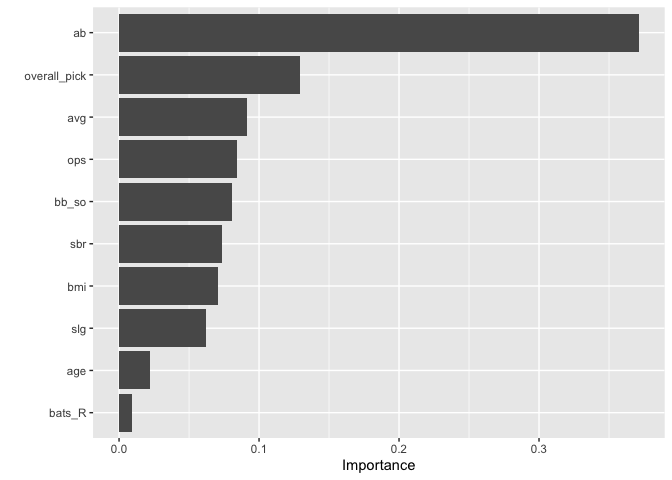 ab
overall_pick
avg
ops
bb_so
sbr
bmi
slg
age
bats_R
0.0 0.1 0.2 0.3
Importance